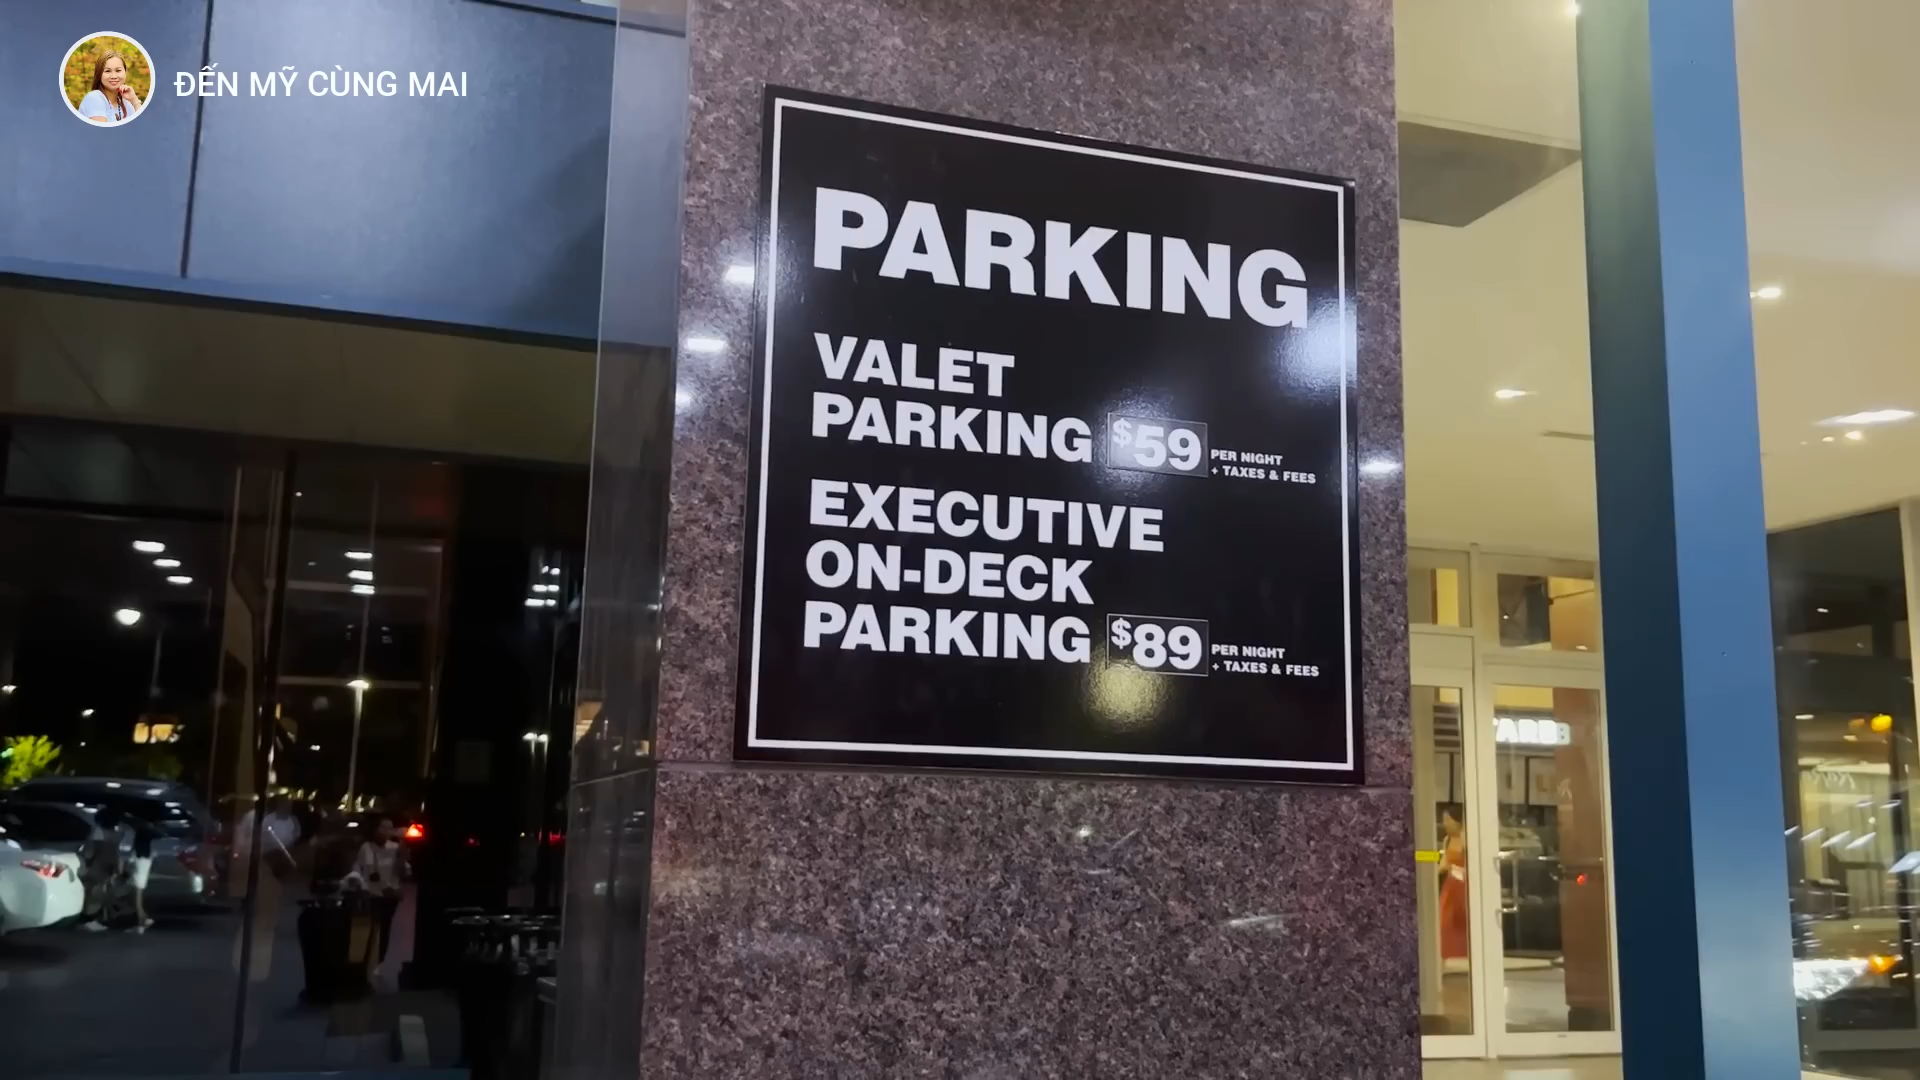 ĐẾN MỸ CÙNG MAI
PARKING
VALET
PARKING $59 PER NIGHT
+ TAXES & FEES
EXECUTIVE
ON-DECK
PARKING $89 PER NIGHT
+ TAXES & FEES